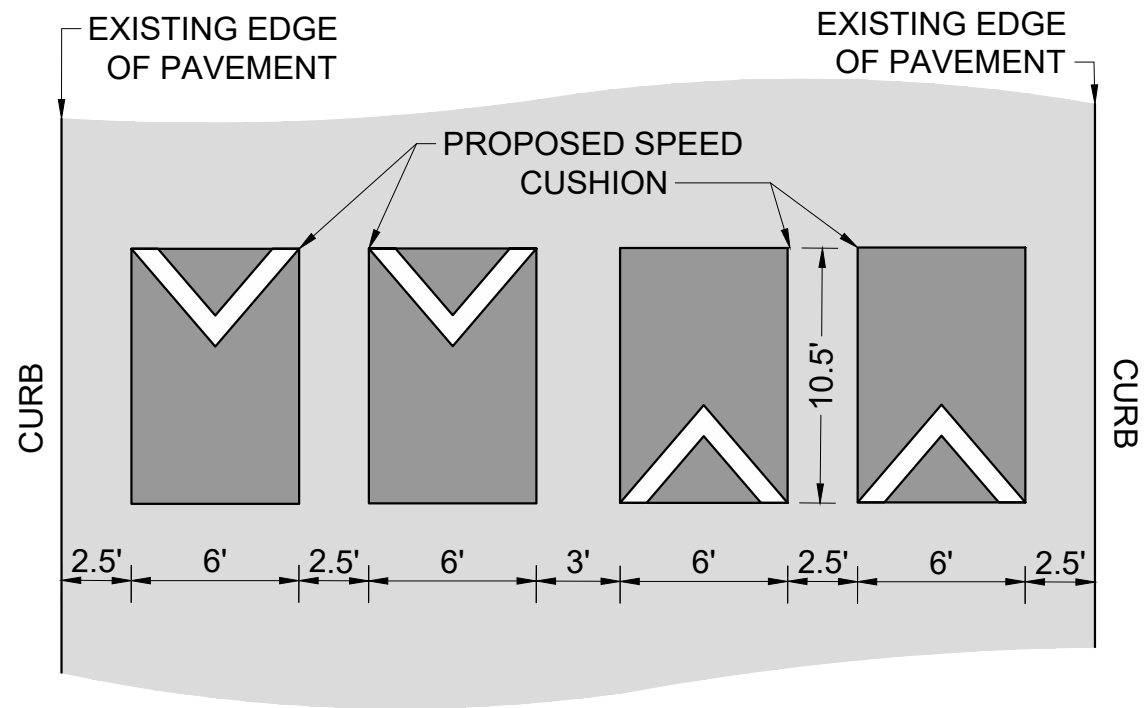 EXISTING EDGE
OF PAVEMENT
EXISTING EDGE
OF PAVEMENT
PROPOSED SPEED
CUSHION
CURB
10.5'
CURB
2.5'
6'
2.5'
6'
3'
6'
2.5'
6'
2.5'